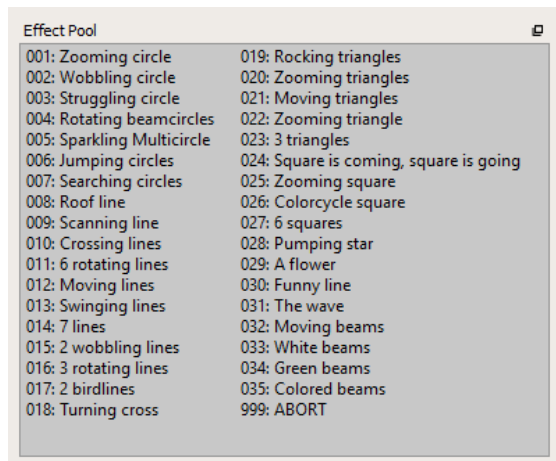 Effect Pool
001: Zooming circle
002: Wobbling circle
003: Struggling circle
004: Rotating beamcircles
005: Sparkling Multicircle
006: Jumping circles
007: Searching circles
008: Roof line
009: Scanning line
010: Crossing lines
011: 6 rotating lines
012: Moving lines
013: Swinging lines
014: 7 lines
015: 2 wobbling lines
016: 3 rotating lines
017: 2 birdlines
018: Turning cross
019: Rocking triangles
020: Zooming triangles
021: Moving triangles
022: Zooming triangle
023: 3 triangles
024: Square is coming, square is going
025: Zooming square
026: Colorcycle square
027: 6 squares
028: Pumping star
029: A flower
030: Funny line
031: The wave
032: Moving beams
033: White beams
034: Green beams
035: Colored beams
999: ABORT